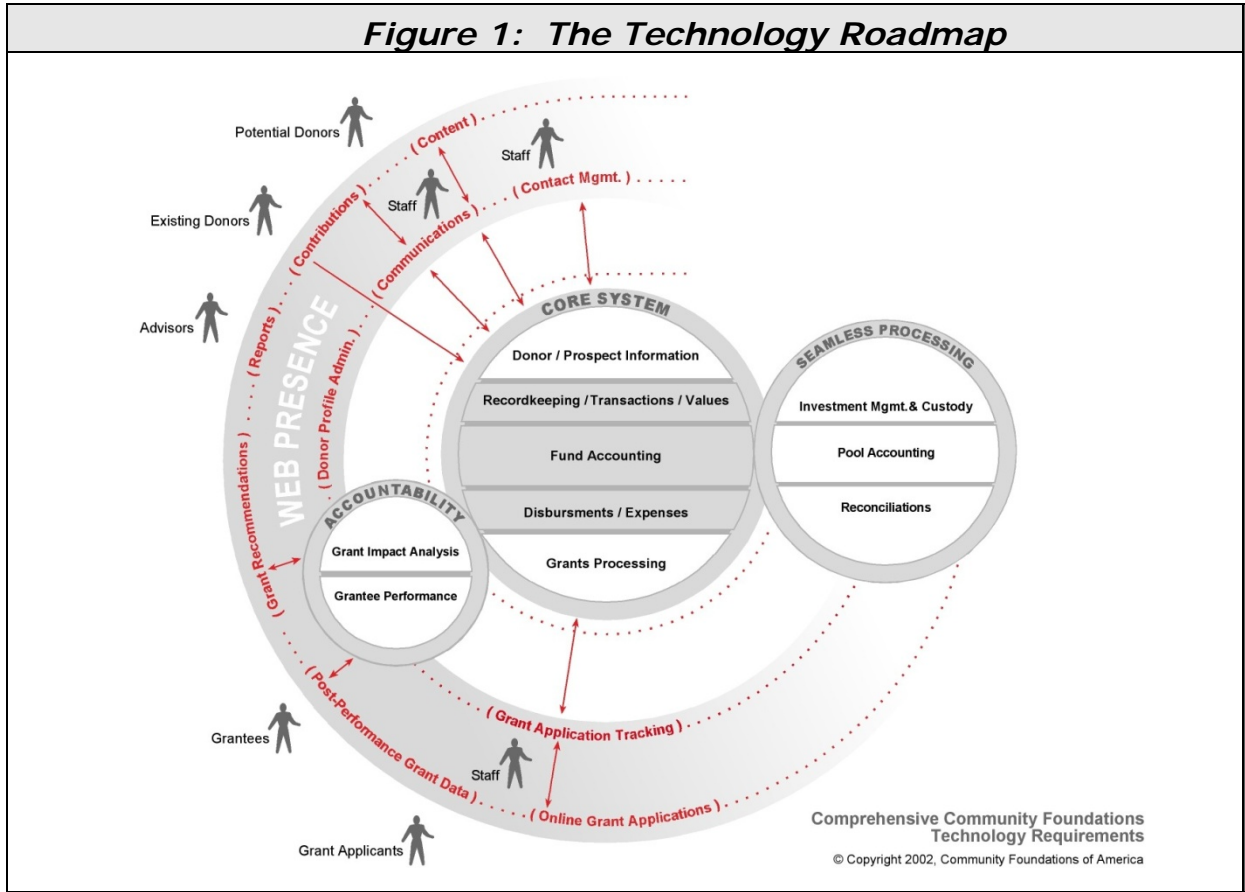 Figure 1: The Technology Roadmap
Potential Donors
( Content )
Staff
Staff
( Contact Mgmt. )
Existing Donors
( Contributions )
( Communications )
Advisors
( Reports )
WEB PRESENCE
( Donor Profile Admin. )
( Grant Recommendations )
CORE SYSTEM
Donor / Prospect Information
Recordkeeping / Transactions / Values
Fund Accounting
Disbursments / Expenses
Grants Processing
SEAMLESS PROCESSING
Investment Mgmt.& Custody
Pool Accounting
Reconciliations
ACCOUNTABILITY
Grant Impact Analysis
Grantee Performance
( Post-Performance Grant Data )
( Grant Application Tracking )
Grantees
Staff
( Online Grant Applications )
Grant Applicants
Comprehensive Community Foundations
Technology Requirements
© Copyright 2002, Community Foundations of America